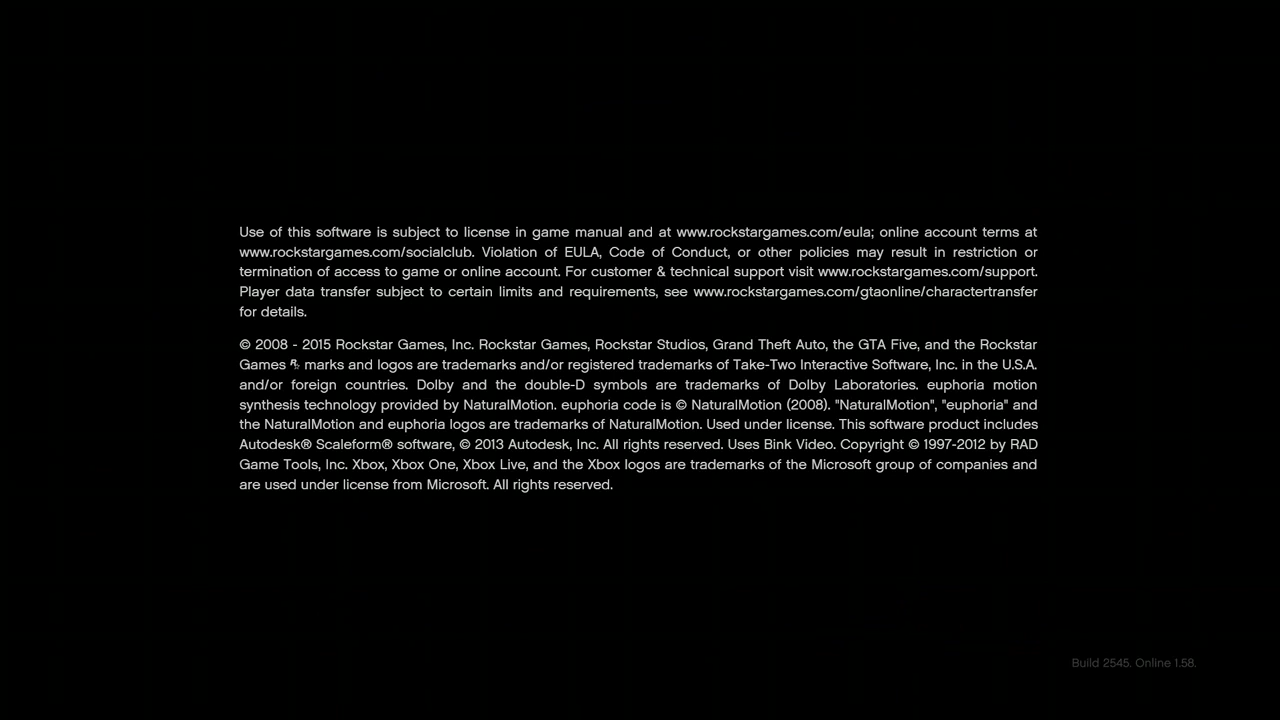 Use of this software is subject to license in game manual and at www.rockstargames.com/eula; online account terms at
www.rockstargames.com/socialclub. Violation of EULA, Code of Conduct, or other policies may result in restriction or
termination of access to game or online account. For customer & technical support visit www.rockstargames.com/support.
Player data transfer subject to certain limits and requirements, see www.rockstargames.com/gtaonline/charactertransfer
for details.
© 2008 - 2015 Rockstar Games, Inc. Rockstar Games, Rockstar Studios, Grand Theft Auto, the GTA Five, and the Rockstar
Games R* marks and logos are trademarks and/or registered trademarks of Take-Two Interactive Software, Inc. in the U.S.A.
and/or foreign countries. Dolby and the double-D symbols are trademarks of Dolby Laboratories. euphoria motion
synthesis technology provided by NaturalMotion. euphoria code is © NaturalMotion (2008). "NaturalMotion", "euphoria" and
the NaturalMotion and euphoria logos are trademarks of NaturalMotion. Used under license. This software product includes
Autodesk® Scaleform® software, © 2013 Autodesk, Inc. All rights reserved. Uses Bink Video. Copyright © 1997-2012 by RAD
Game Tools, Inc. Xbox, Xbox One, Xbox Live, and the Xbox logos are trademarks of the Microsoft group of companies and
are used under license from Microsoft. All rights reserved.
Build 2545. Online 1.58.